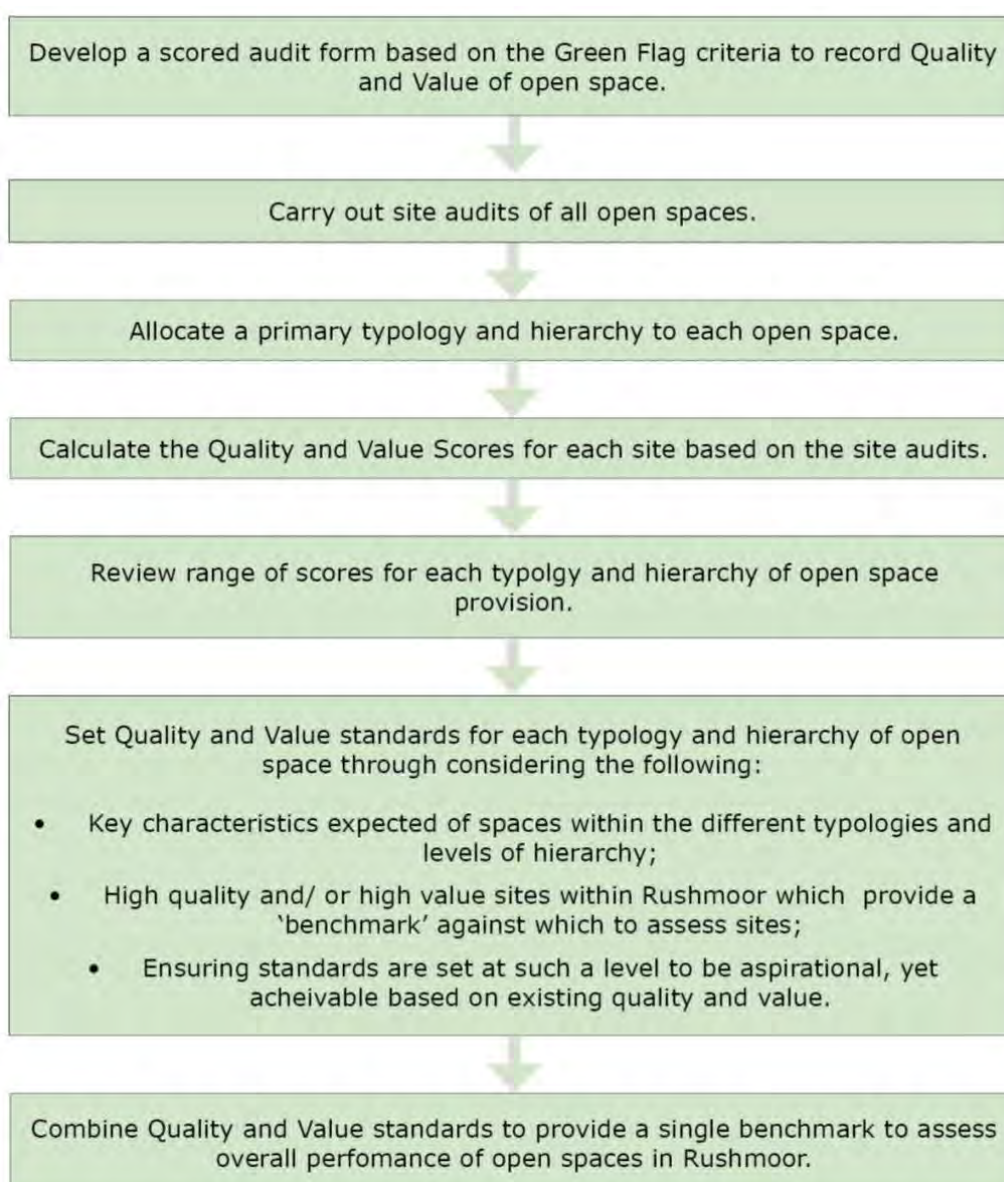 Develop a scored audit form based on the Green Flag criteria to record Quality
and Value of open space.
Carry out site audits of all open spaces.
Allocate a primary typology and hierarchy to each open space.
Calculate the Quality and Value Scores for each site based on the site audits.
Review range of scores for each typolgy and hierarchy of open space
provision.
Set Quality and Value standards for each typology and hierarchy of open
space through considering the following:
• Key characteristics expected of spaces within the different typologies and
levels of hierarchy;
• High quality and/ or high value sites within Rushmoor which provide a
‘benchmark’ against which to assess sites;
• Ensuring standards are set at such a level to be aspirational, yet
acheivable based on existing quality and value.
Combine Quality and Value standards to provide a single benchmark to assess
overall perfomance of open spaces in Rushmoor.